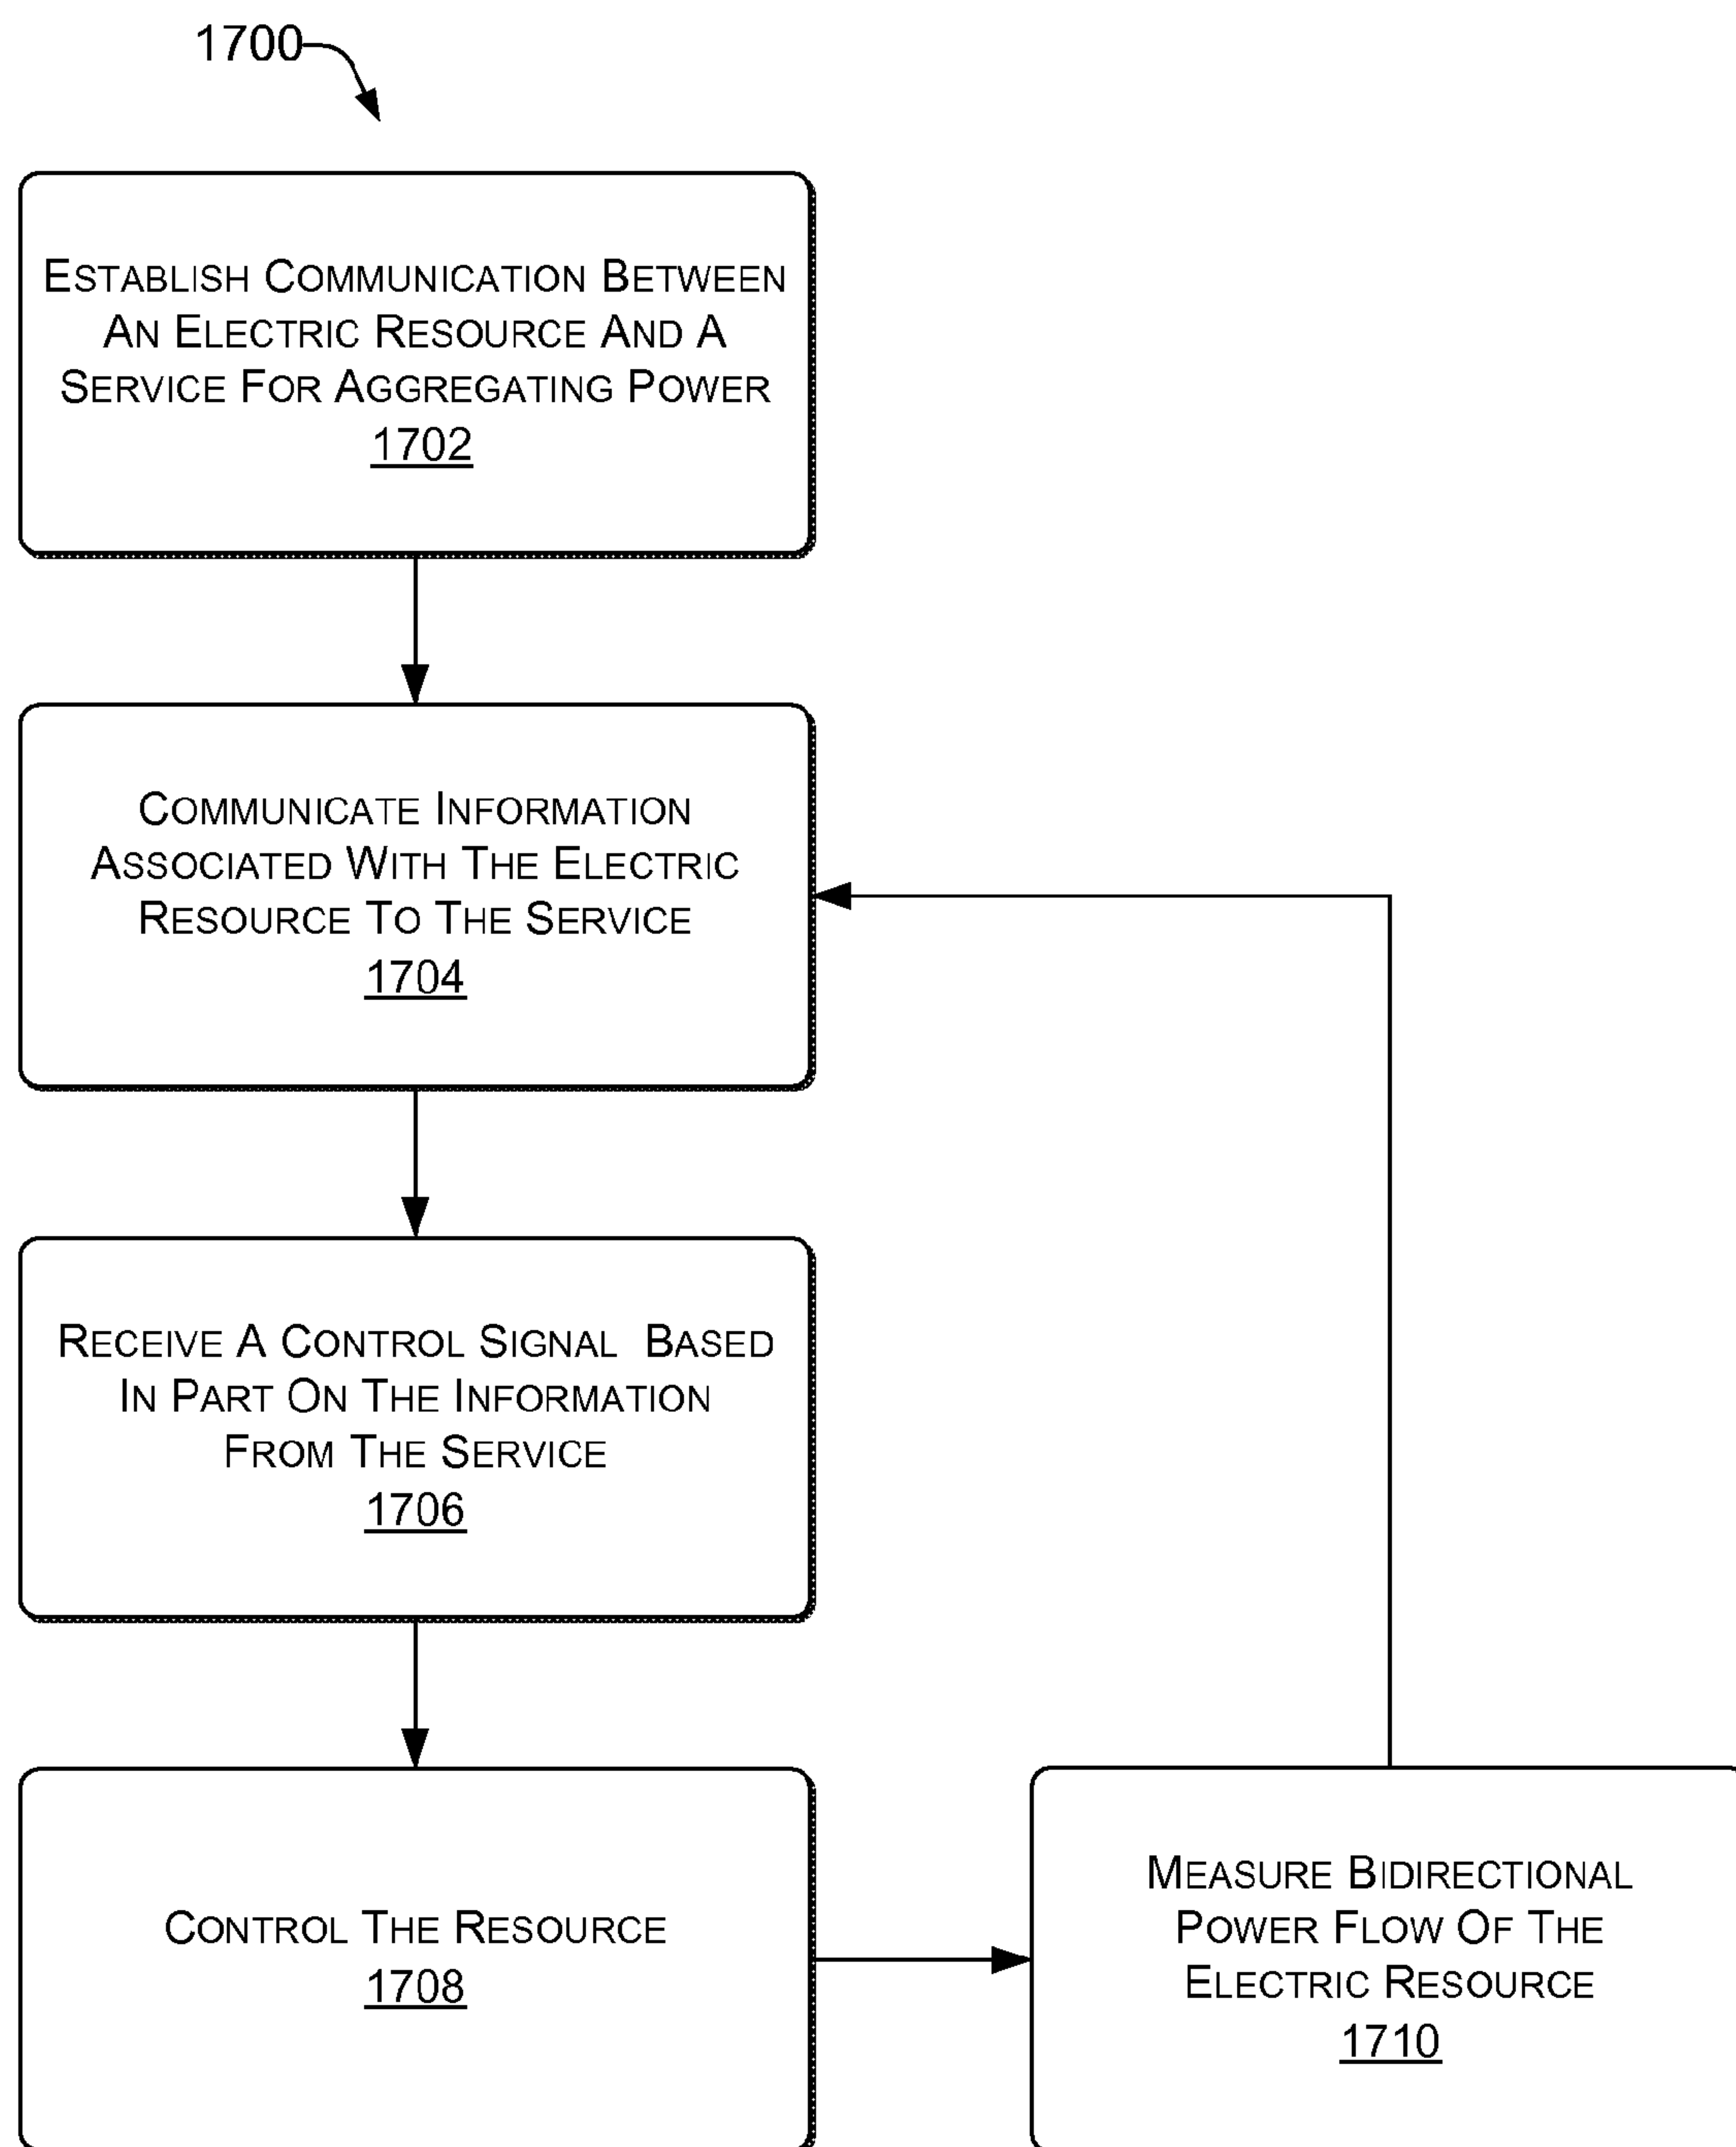 1700
ESTABLISH COMMUNICATION BETWEEN
AN ELECTRIC RESOURCE AND A
SERVICE FOR AGGREGATING POWER
1702
COMMUNICATE INFORMATION
ASSOCIATED WITH THE ELECTRIC
RESOURCE TO THE SERVICE
1704
RECEIVE A CONTROL SIGNAL BASED
IN PART ON THE INFORMATION
FROM THE SERVICE
1706
CONTROL THE RESOURCE
1708
MEASURE BIDIRECTIONAL
POWER FLOW OF THE
ELECTRIC RESOURCE
1710